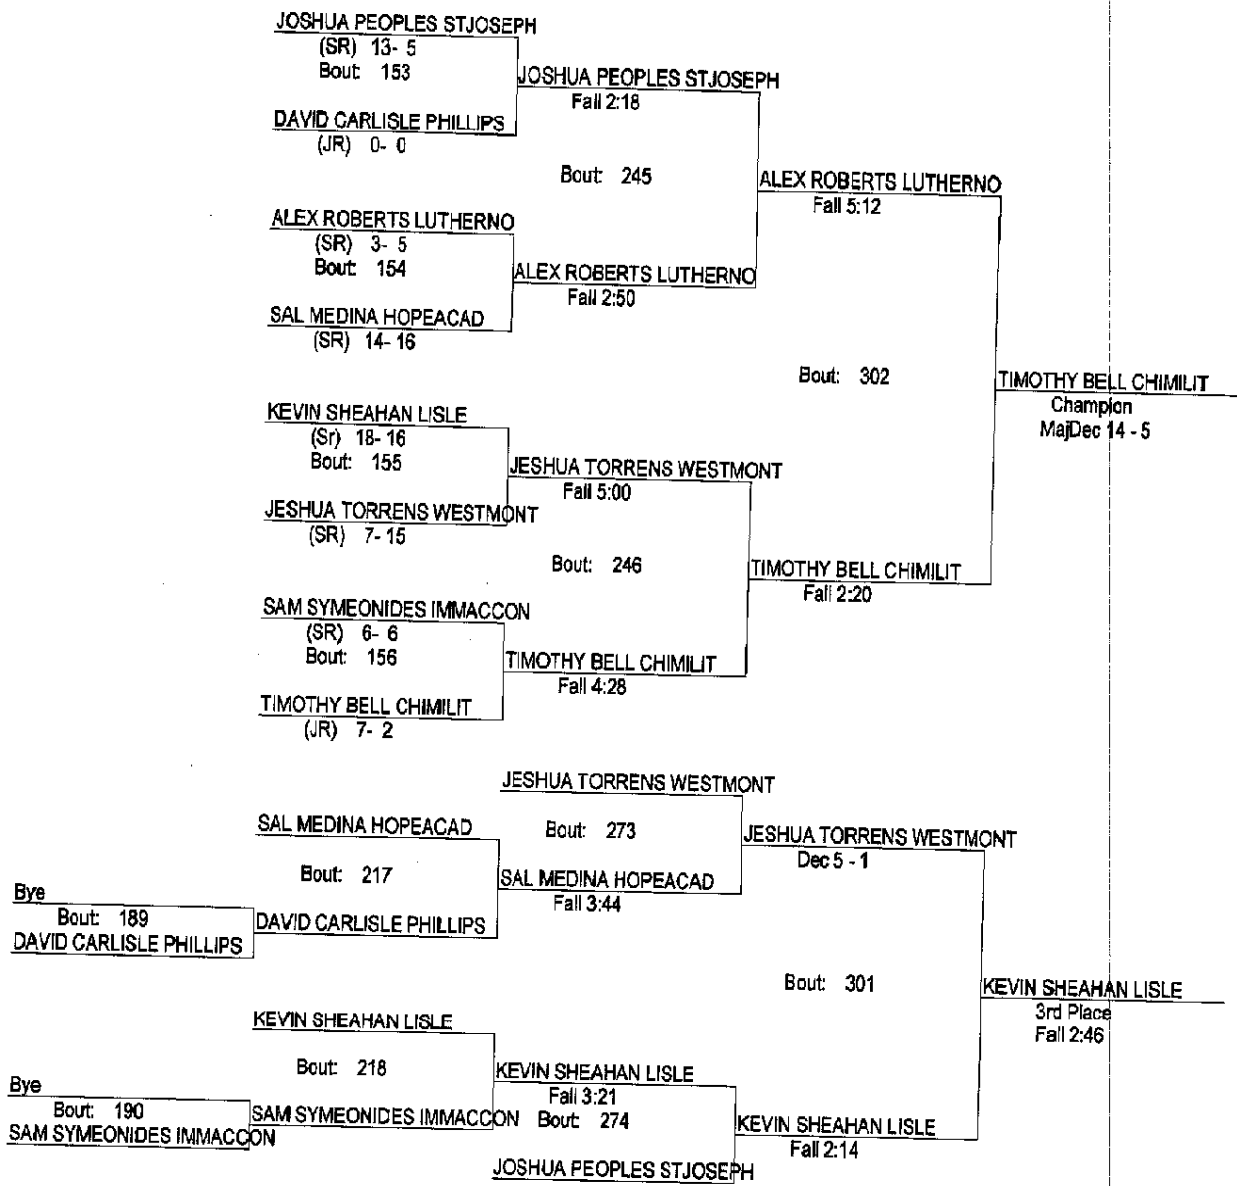 JOSHUA PEOPLES STJOSEPH
(SR) 13- 5
Bout: 153
JOSHUA PEOPLES STJOSEPH
Fall 2:18
DAVID CARLISLE PHILLIPS
(JR) 0- 0
Bout: 245
ALEX ROBERTS LUTHERNO
Fall 5:12
ALEX ROBERTS LUTHERNO
(SR) 3- 5
Bout: 154
ALEX ROBERTS LUTHERNO
Fall 2:50
SAL MEDINA HOPEACAD
(SR) 14- 16
Bout: 302
TIMOTHY BELL CHIMILIT
Champion
MajDec 14 - 5
KEVIN SHEAHAN LISLE
(Sr) 18- 16
Bout: 155
JESHUA TORRENS WESTMONT
Fall 5:00
JESHUA TORRENS WESTMONT
(SR) 7- 15
Bout: 246
TIMOTHY BELL CHIMILIT
Fall 2:20
SAM SYMEONIDES IMMACCON
(SR) 6- 6
Bout: 156
TIMOTHY BELL CHIMILIT
Fall 4:28
TIMOTHY BELL CHIMILIT
(JR) 7- 2
JESHUA TORRENS WESTMONT
SAL MEDINA HOPEACAD
Bout: 273
JESHUA TORRENS WESTMONT
Dec 5 - 1
Bout: 217
SAL MEDINA HOPEACAD
Fall 3:44
Bye
Bout: 189
DAVID CARLISLE PHILLIPS
DAVID CARLISLE PHILLIPS
Bout: 301
KEVIN SHEAHAN LISLE
3rd Place
Fall 2:46
KEVIN SHEAHAN LISLE
Bout: 218
KEVIN SHEAHAN LISLE
Fall 3:21
Bye
Bout: 190
SAM SYMEONIDES IMMACCON
SAM SYMEONIDES IMMACCON
Bout: 274
KEVIN SHEAHAN LISLE
Fall 2:14
JOSHUA PEOPLES STJOSEPH